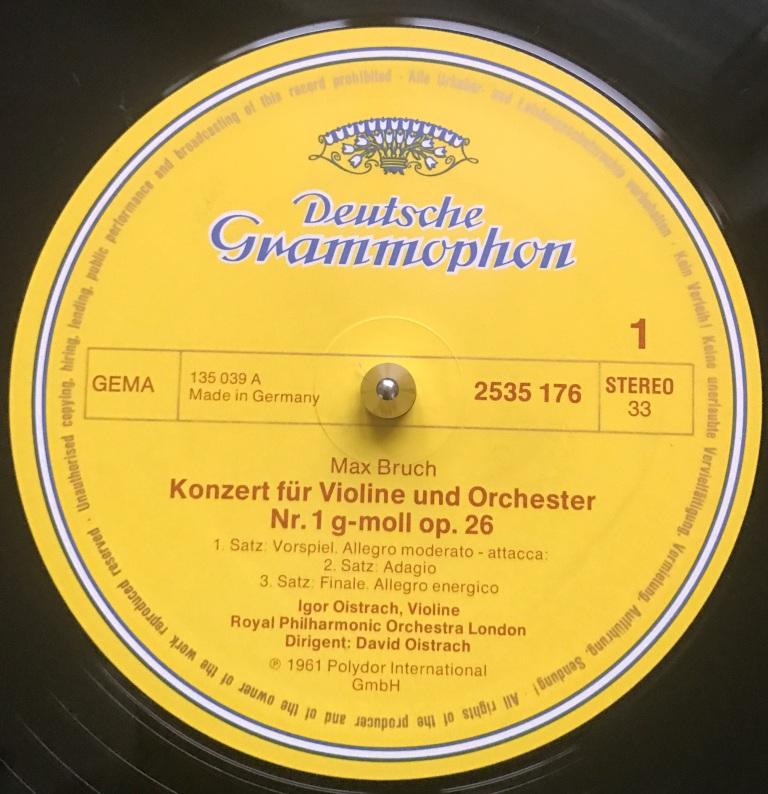 Deutsche
Grammophon
1
GEMA
135 039 A
Made in Germany
2535 176
STEREO
33
Max Bruch
Konzert für Violine und Orchester
Nr. 1 g-moll op. 26
1. Satz: Vorspiel. Allegro moderato - attacca:
2. Satz: Adagio
3. Satz: Finale. Allegro energico
Igor Oistrach, Violine
Royal Philharmonic Orchestra London
Dirigent: David Oistrach
℗ 1961 Polydor International
GmbH
Alle Urheber- und Leistungsschutzrechte vorbehalten · Kein Verleih! Keine unerlaubte Vervielfältigung, Vermietung, Aufführung, Sendung! All rights of the producer and of the owner of the work reproduced reserved · Unauthorised copying, hiring, lending, public performance and broadcasting of this record prohibited ·